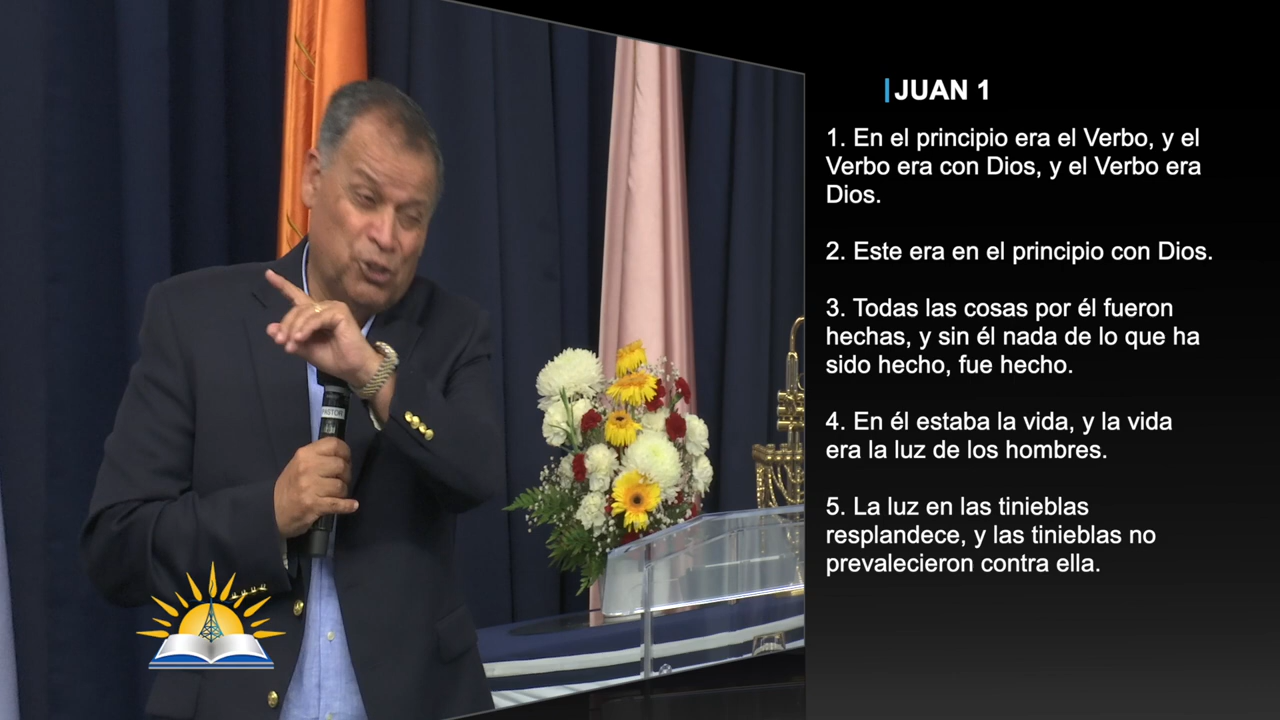 JUAN 1
1. En el principio era el Verbo, y el
Verbo era con Dios, y el Verbo era
Dios.
2. Este era en el principio con Dios.
3. Todas las cosas por él fueron
hechas, y sin él nada de lo que ha
sido hecho, fue hecho.
4. En él estaba la vida, y la vida
era la luz de los hombres.
5. La luz en las tinieblas
resplandece, y las tinieblas no
prevalecieron contra ella.
PASTOR